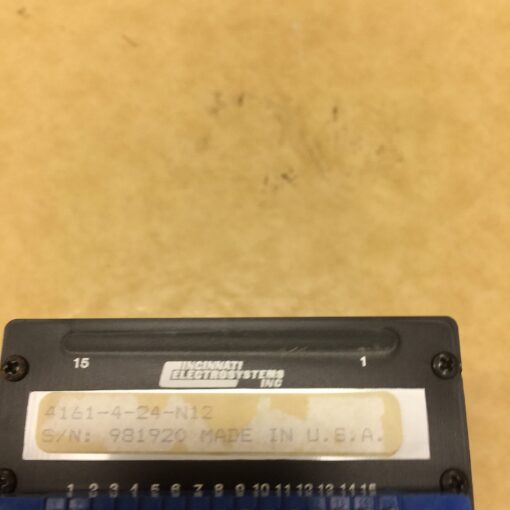 15 1
CINCINNATI
ELECTROSYSTEMS
INC
4161-4-24-N12
S/N: 981920 MADE IN U.S.A.
1 2 3 4 5 6 7 8 9 10 11 12 13 14 15